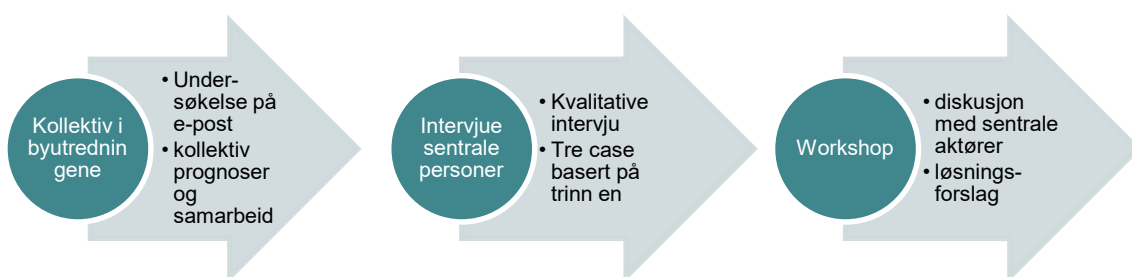 Kollektiv i
byutrednin
gene
• Under-
søkelse på
e-post
• kollektiv
prognoser
og
samarbeid
Intervjue
sentrale
personer
• Kvalitative
intervju
• Tre case
basert på
trinn en
Workshop
• diskusjon
med sentrale
aktører
• løsnings-
forslag